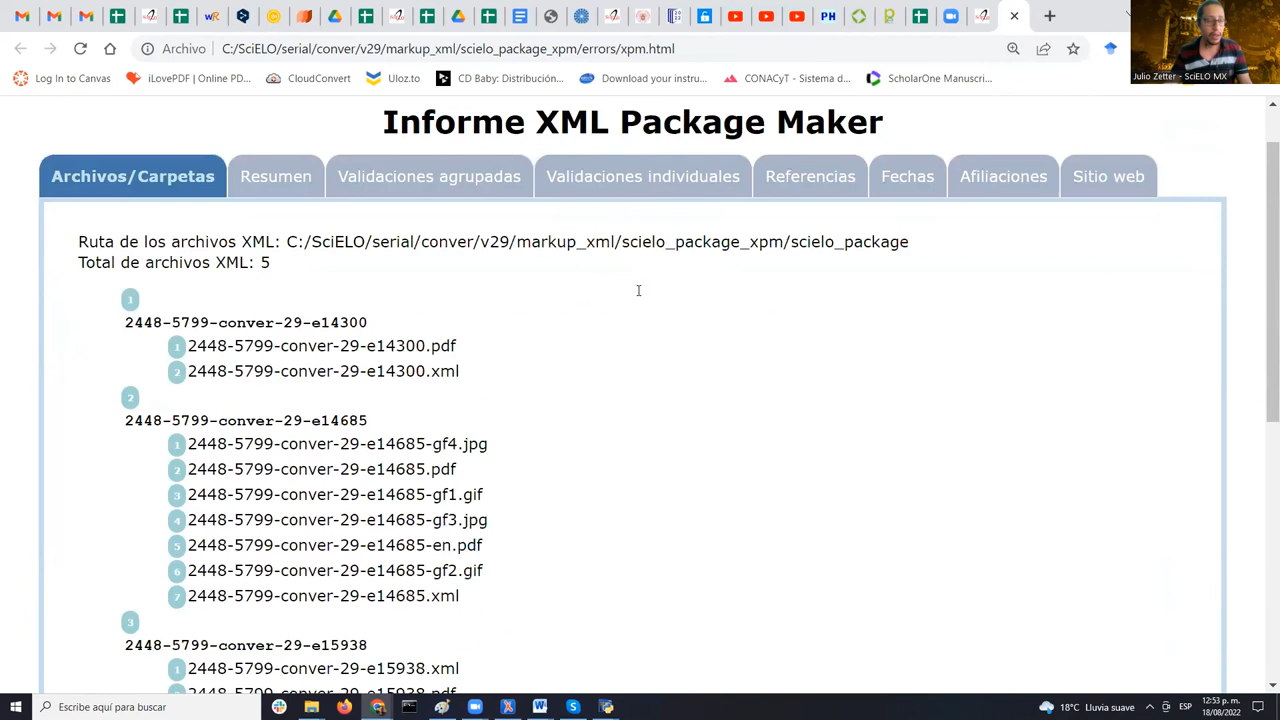 Archivo
C:/SciELO/serial/conver/v29/markup_xml/scielo_package_xpm/errors/xpm.html
Log In to Canvas
iLovePDF | Online PD...
CloudConvert
Uloz.to
CD Baby: Distribución...
Download your instru...
CONACyT - Sistema d...
ScholarOne Manuscri...
Julio Zetter - SciELO MX
Informe XML Package Maker
Archivos/Carpetas
Resumen
Validaciones agrupadas
Validaciones individuales
Referencias
Fechas
Afiliaciones
Sitio web
Ruta de los archivos XML: C:/SciELO/serial/conver/v29/markup_xml/scielo_package_xpm/scielo_package
Total de archivos XML: 5
1
2448-5799-conver-29-e14300
1 2448-5799-conver-29-e14300.pdf
2 2448-5799-conver-29-e14300.xml
2
2448-5799-conver-29-e14685
1 2448-5799-conver-29-e14685-gf4.jpg
2 2448-5799-conver-29-e14685.pdf
3 2448-5799-conver-29-e14685-gf1.gif
4 2448-5799-conver-29-e14685-gf3.jpg
5 2448-5799-conver-29-e14685-en.pdf
6 2448-5799-conver-29-e14685-gf2.gif
7 2448-5799-conver-29-e14685.xml
3
2448-5799-conver-29-e15938
1 2448-5799-conver-29-e15938.xml
2448-5799-conver-29-e15938.pdf
Escribe aquí para buscar
18°C Lluvia suave
ESP
12:53 p. m.
18/08/2022